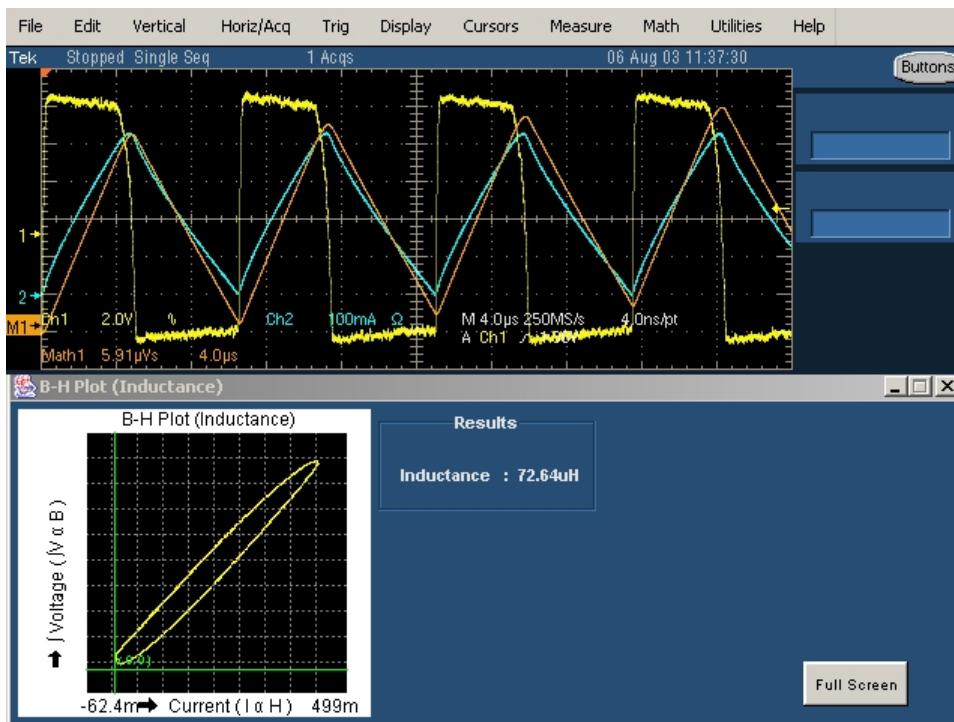 File Edit Vertical Horiz/Acq Trig Display Cursors Measure Math Utilities Help
Tek Stopped Single Seq 1 Acqs 06 Aug 03 11:37:30
Buttons
1
2
M1
Ch1 2.0V Ch2 100mA Ω M 4.0µs 250MS/s 4.0ns/pt
A Ch1
Math1 5.91µVs 4.0µs
B-H Plot (Inductance)
B-H Plot (Inductance)
∫ Voltage ( ∫V α B )
(0,0)
-62.4m Current ( I α H ) 499m
Results
Inductance : 72.64uH
Full Screen